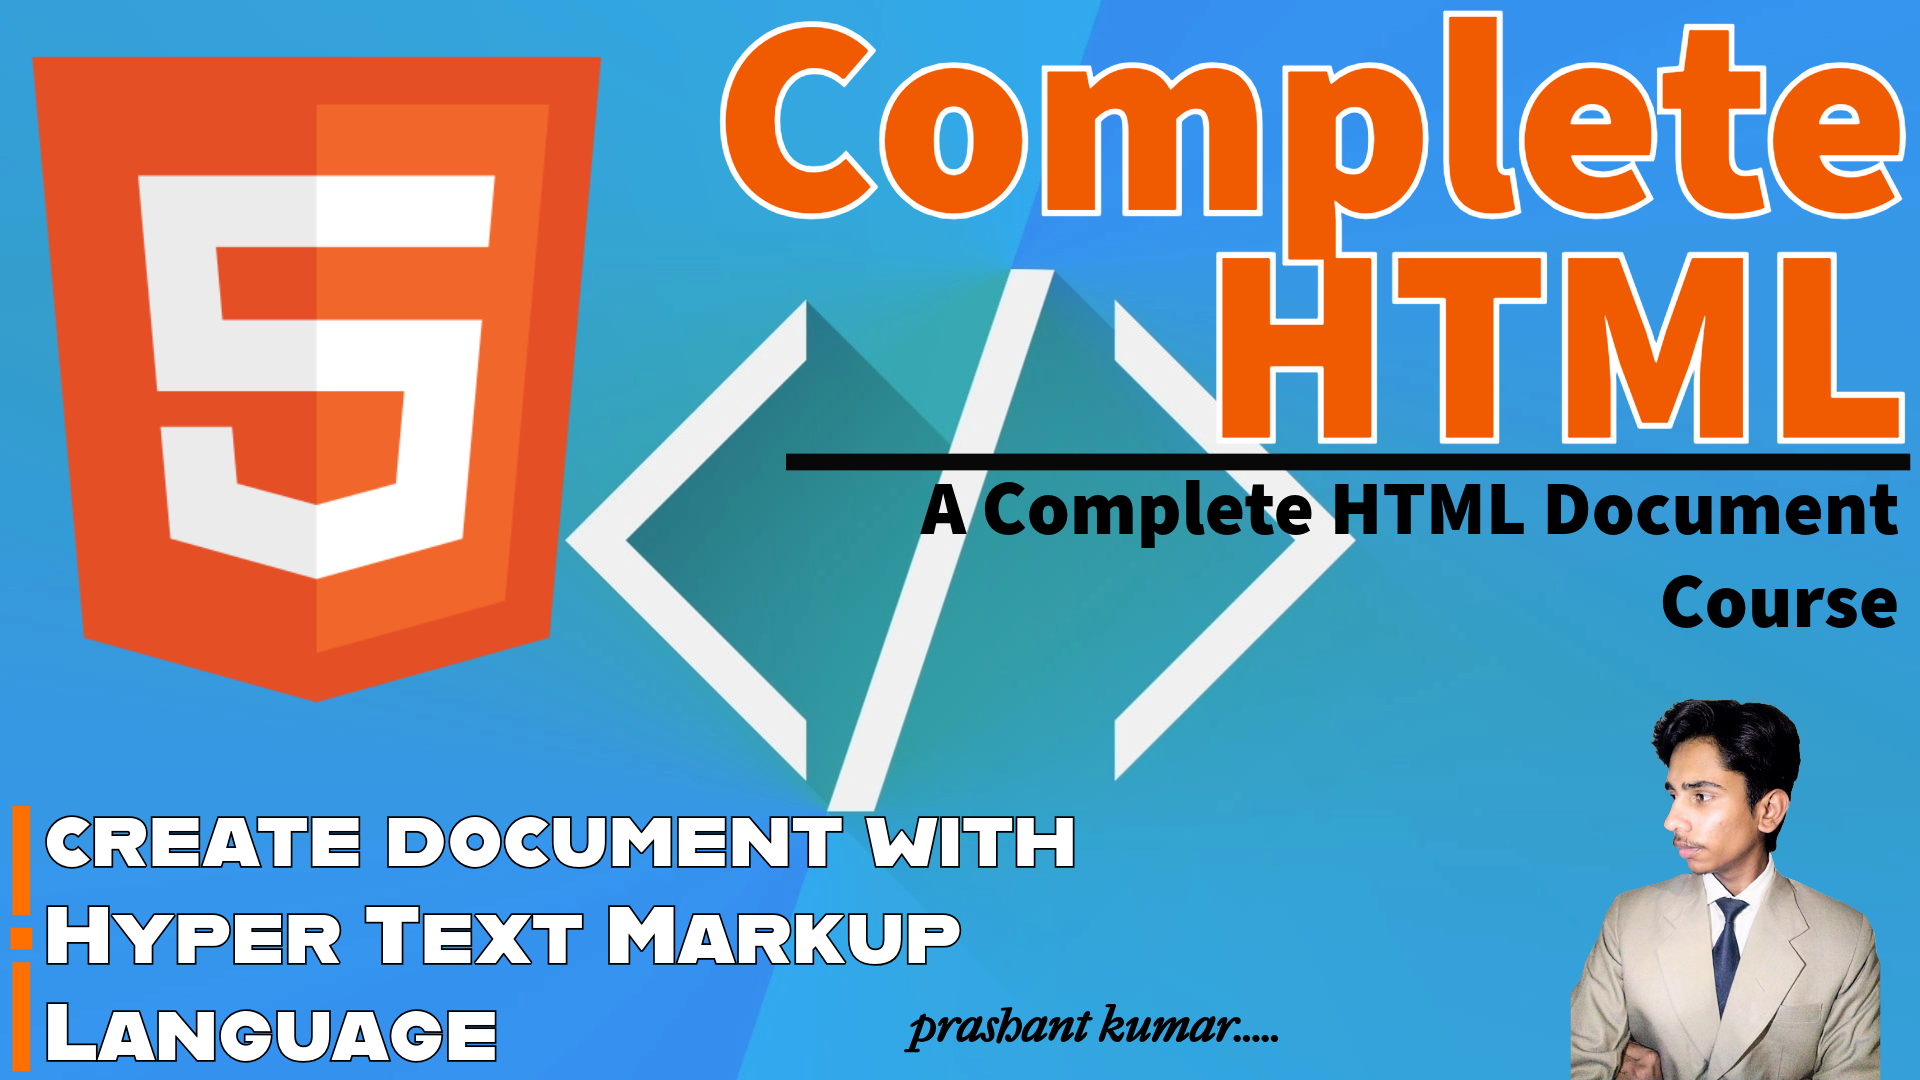 Complete
HTML
A Complete HTML Document
Course
CREATE DOCUMENT WITH
HYPER TEXT MARKUP
LANGUAGE
prashant kumar.....